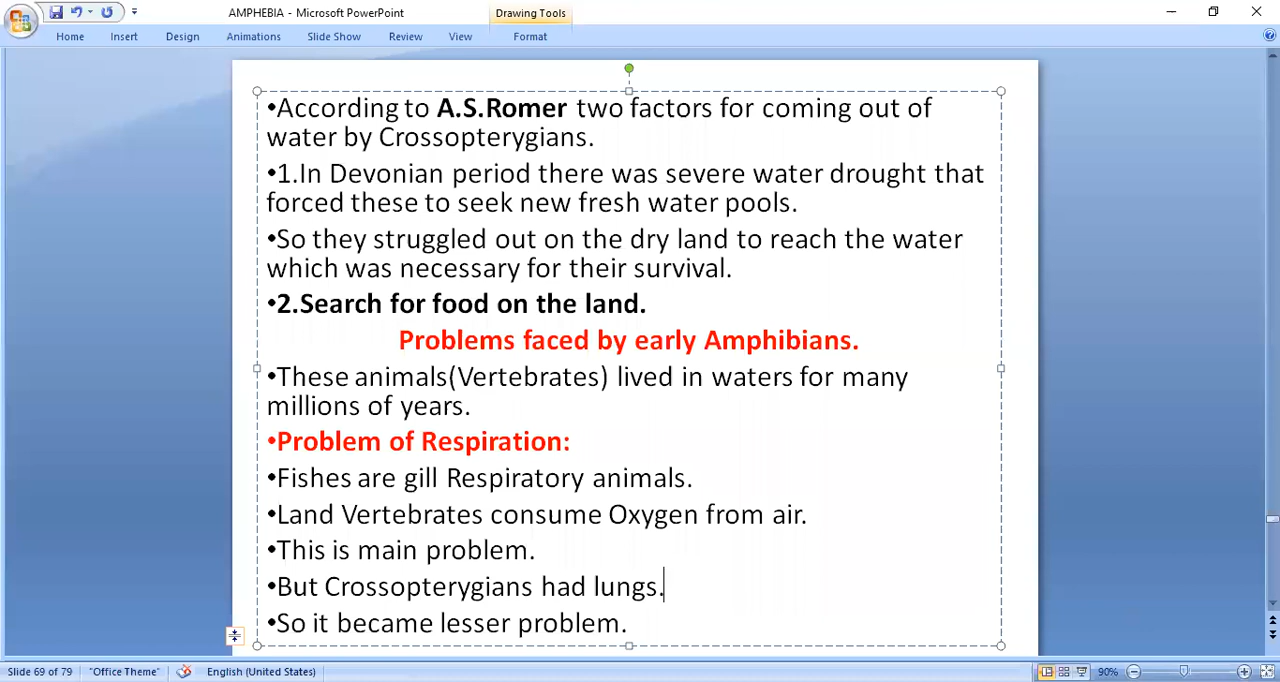 AMPHEBIA - Microsoft PowerPoint
Drawing Tools
Home Insert Design Animations Slide Show Review View Format
•According to A.S.Romer two factors for coming out of
water by Crossopterygians.
•1.In Devonian period there was severe water drought that
forced these to seek new fresh water pools.
•So they struggled out on the dry land to reach the water
which was necessary for their survival.
•2.Search for food on the land.
Problems faced by early Amphibians.
•These animals(Vertebrates) lived in waters for many
millions of years.
•Problem of Respiration:
•Fishes are gill Respiratory animals.
•Land Vertebrates consume Oxygen from air.
•This is main problem.
•But Crossopterygians had lungs.
•So it became lesser problem.
Slide 69 of 79 "Office Theme" English (United States) 90%